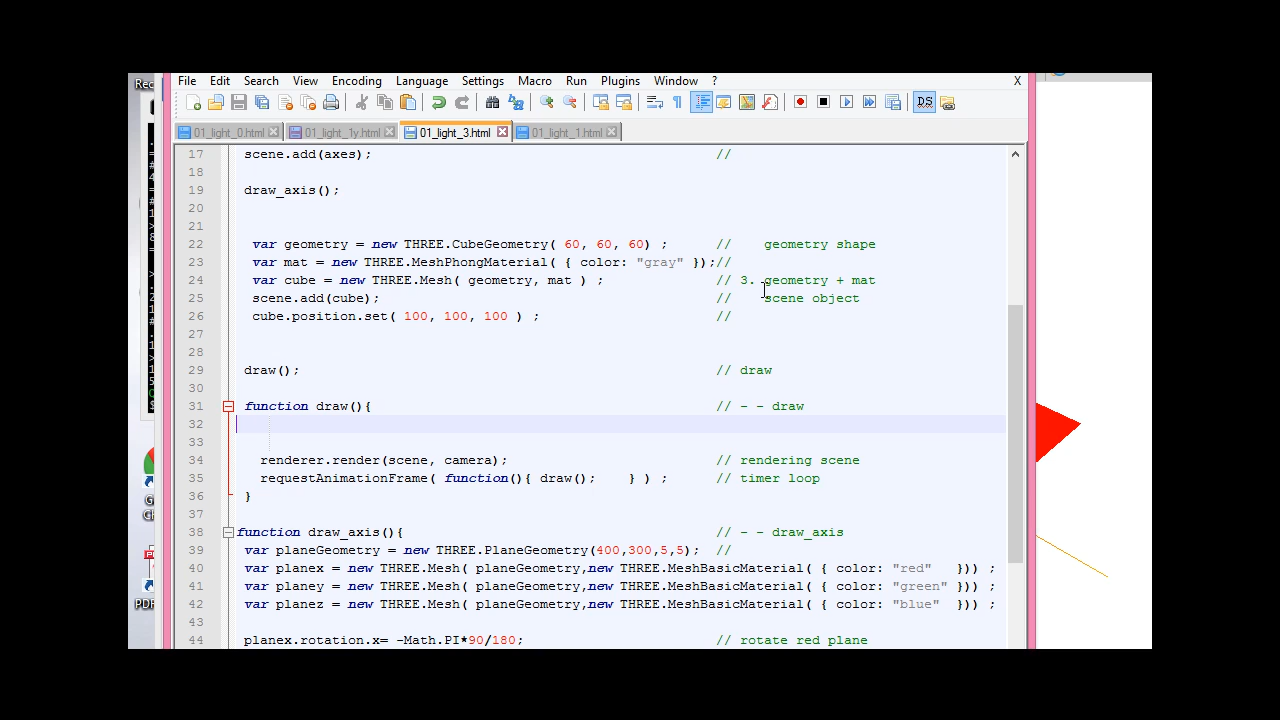 Rec
File Edit Search View Encoding Language Settings Macro Run Plugins Window ? X
01_light_0.html 01_light_1y.html 01_light_3.html 01_light_1.html
17 scene.add(axes); //
18
19 draw_axis();
20
21
22 var geometry = new THREE.CubeGeometry( 60, 60, 60) ; // geometry shape
23 var mat = new THREE.MeshPhongMaterial( { color: "gray" });//
24 var cube = new THREE.Mesh( geometry, mat ) ; // 3. geometry + mat
25 scene.add(cube); // scene object
26 cube.position.set( 100, 100, 100 ) ; //
27
28
29 draw(); // draw
30
31 function draw(){ // - - draw
32
33
34 renderer.render(scene, camera); // rendering scene
35 requestAnimationFrame( function(){ draw(); } ) ; // timer loop
36 }
37
38 function draw_axis(){ // - - draw_axis
39 var planeGeometry = new THREE.PlaneGeometry(400,300,5,5); //
40 var planex = new THREE.Mesh( planeGeometry,new THREE.MeshBasicMaterial( { color: "red" })) ;
41 var planey = new THREE.Mesh( planeGeometry,new THREE.MeshBasicMaterial( { color: "green" })) ;
42 var planez = new THREE.Mesh( planeGeometry,new THREE.MeshBasicMaterial( { color: "blue" })) ;
43
44 planex.rotation.x= -Math.PI*90/180; // rotate red plane
PDF